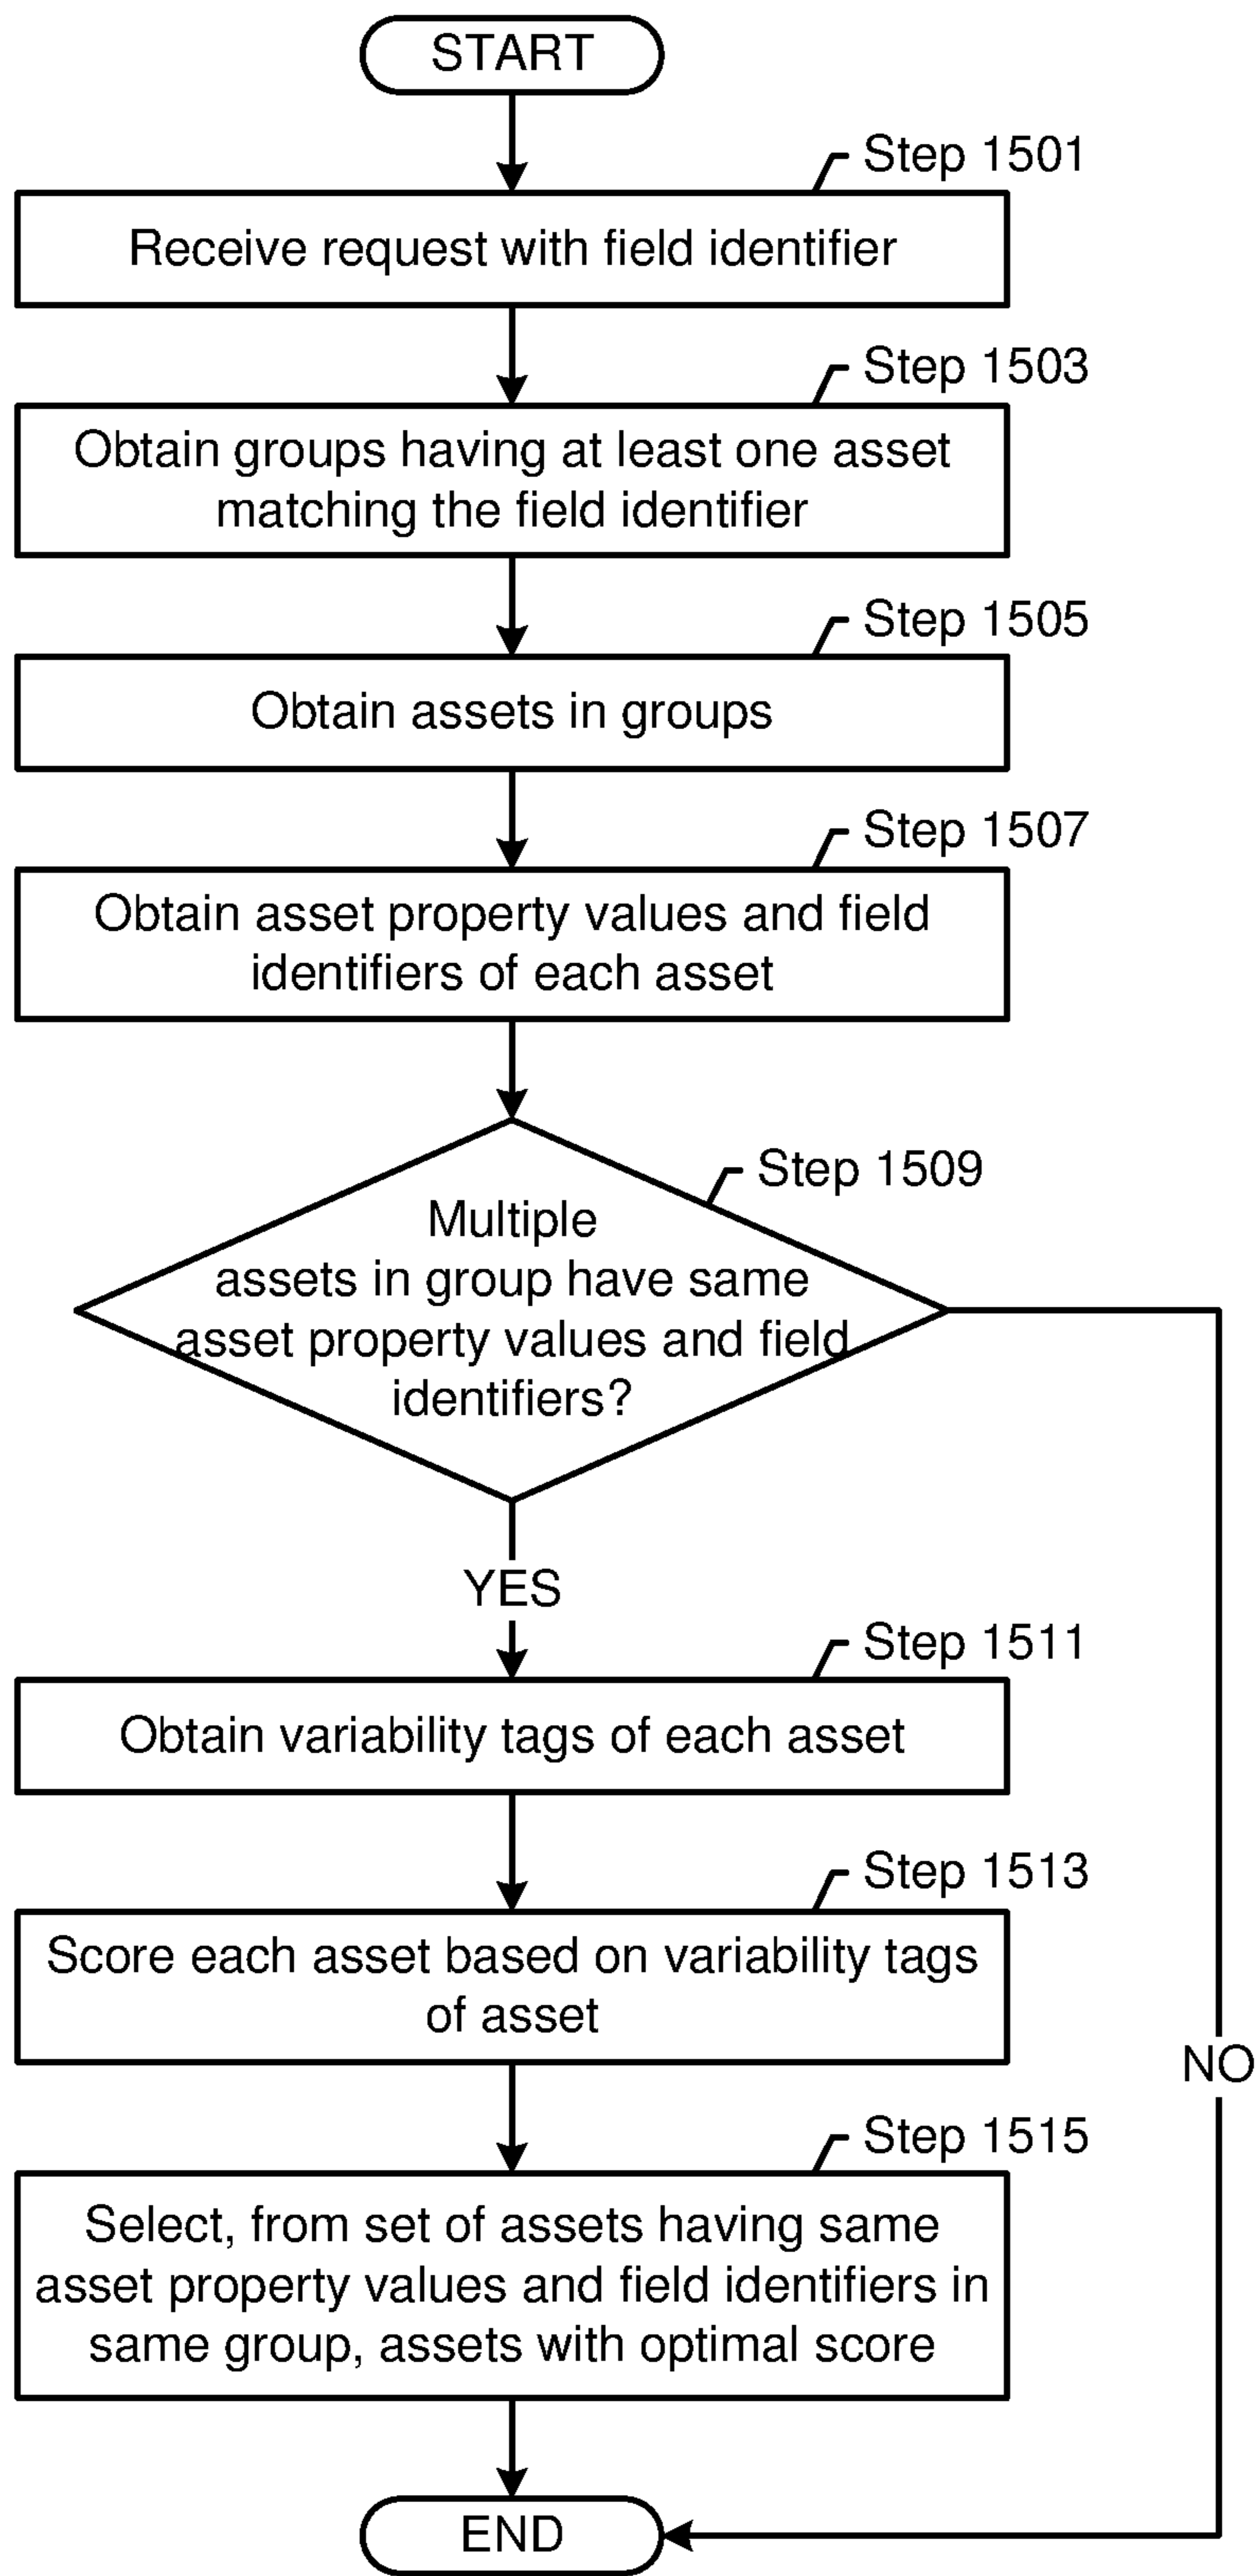 START
Step 1501
Receive request with field identifier
Step 1503
Obtain groups having at least one asset
matching the field identifier
Step 1505
Obtain assets in groups
Step 1507
Obtain asset property values and field
identifiers of each asset
Step 1509
Multiple
assets in group have same
asset property values and field
identifiers?
YES
Step 1511
Obtain variability tags of each asset
Step 1513
Score each asset based on variability tags
of asset
NO
Step 1515
Select, from set of assets having same
asset property values and field identifiers in
same group, assets with optimal score
END